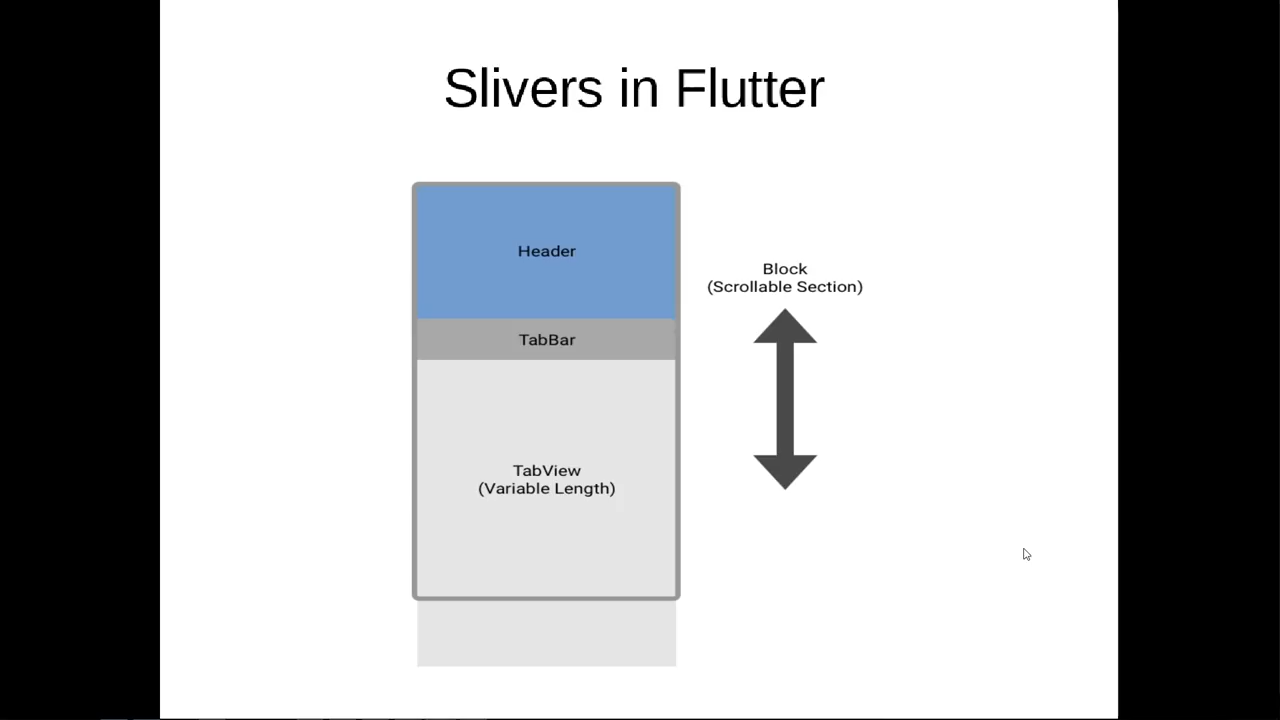 Slivers in Flutter
Header
Block
(Scrollable Section)
TabBar
TabView
(Variable Length)